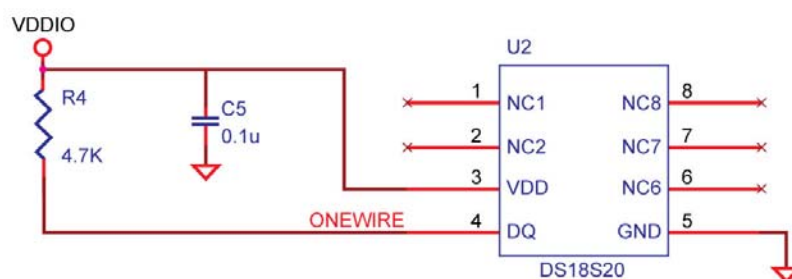 VDDIO
U2
R4
4.7K
C5
0.1u
1 NC1 NC8 8
2 NC2 NC7 7
3 VDD NC6 6
ONEWIRE 4 DQ GND 5
DS18S20